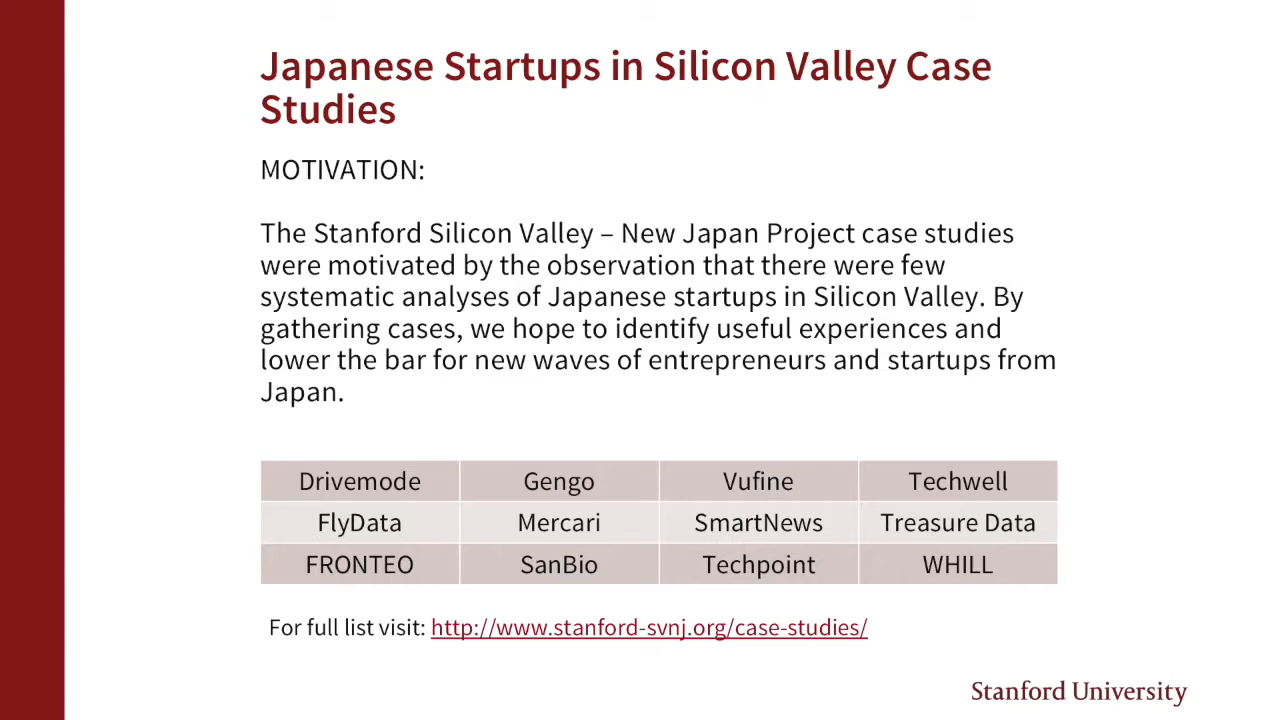 Japanese Startups in Silicon Valley Case
Studies
MOTIVATION:
The Stanford Silicon Valley – New Japan Project case studies
were motivated by the observation that there were few
systematic analyses of Japanese startups in Silicon Valley. By
gathering cases, we hope to identify useful experiences and
lower the bar for new waves of entrepreneurs and startups from
Japan.
Drivemode Gengo Vufine Techwell
FlyData Mercari SmartNews Treasure Data
FRONTEO SanBio Techpoint WHILL
For full list visit: http://www.stanford-svnj.org/case-studies/
Stanford University